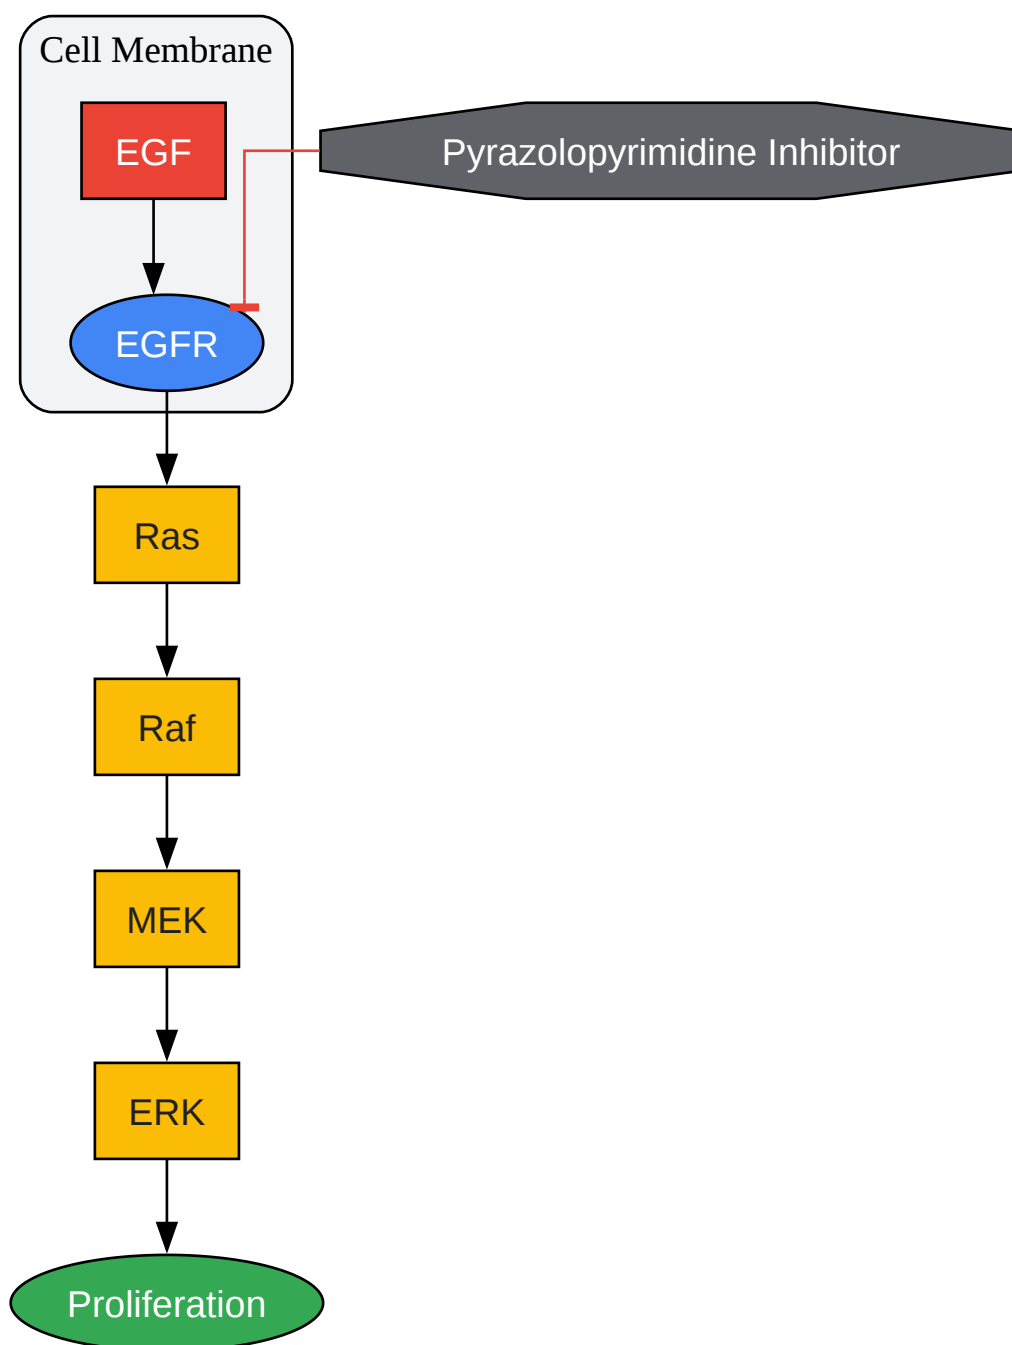 Cell Membrane
EGF
Pyrazolopyrimidine Inhibitor
EGFR
Ras
Raf
MEK
ERK
Proliferation